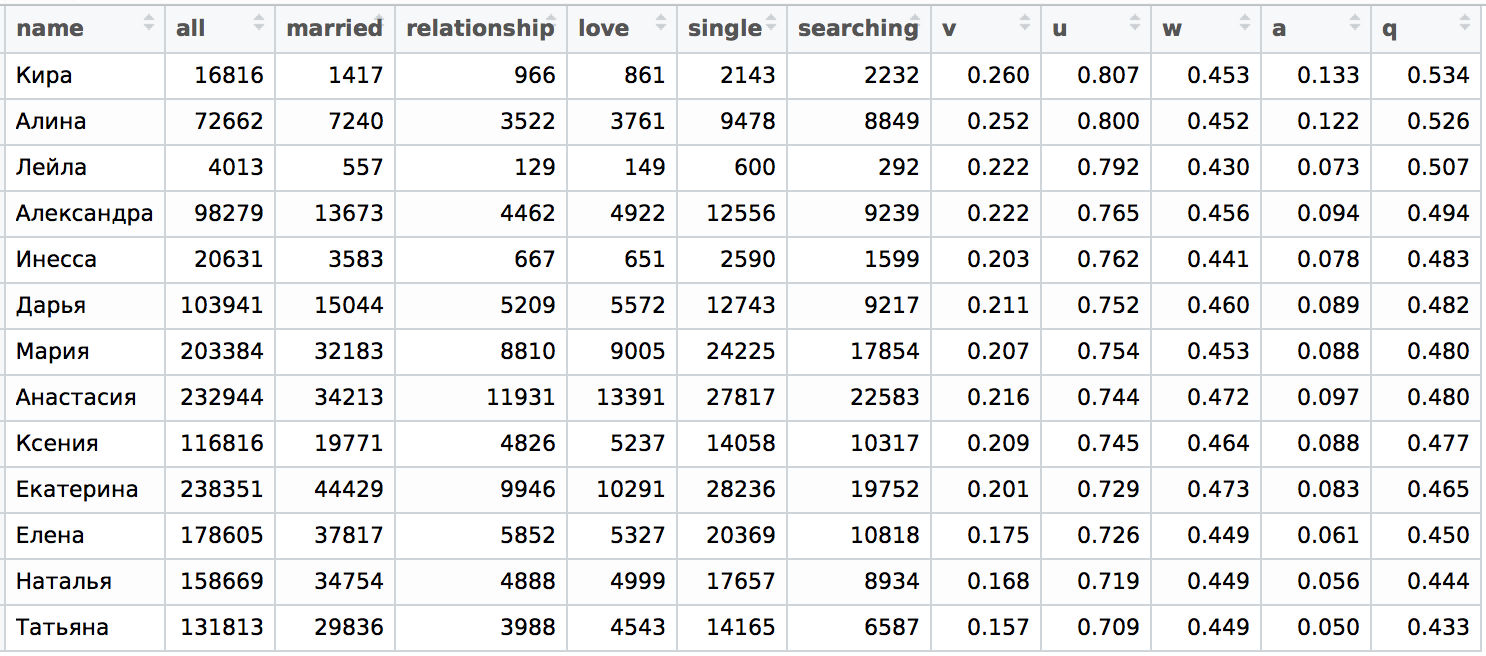 name all married relationship love single searching v u w a q
Кира 16816 1417 966 861 2143 2232 0.260 0.807 0.453 0.133 0.534
Алина 72662 7240 3522 3761 9478 8849 0.252 0.800 0.452 0.122 0.526
Лейла 4013 557 129 149 600 292 0.222 0.792 0.430 0.073 0.507
Александра 98279 13673 4462 4922 12556 9239 0.222 0.765 0.456 0.094 0.494
Инесса 20631 3583 667 651 2590 1599 0.203 0.762 0.441 0.078 0.483
Дарья 103941 15044 5209 5572 12743 9217 0.211 0.752 0.460 0.089 0.482
Мария 203384 32183 8810 9005 24225 17854 0.207 0.754 0.453 0.088 0.480
Анастасия 232944 34213 11931 13391 27817 22583 0.216 0.744 0.472 0.097 0.480
Ксения 116816 19771 4826 5237 14058 10317 0.209 0.745 0.464 0.088 0.477
Екатерина 238351 44429 9946 10291 28236 19752 0.201 0.729 0.473 0.083 0.465
Елена 178605 37817 5852 5327 20369 10818 0.175 0.726 0.449 0.061 0.450
Наталья 158669 34754 4888 4999 17657 8934 0.168 0.719 0.449 0.056 0.444
Татьяна 131813 29836 3988 4543 14165 6587 0.157 0.709 0.449 0.050 0.433